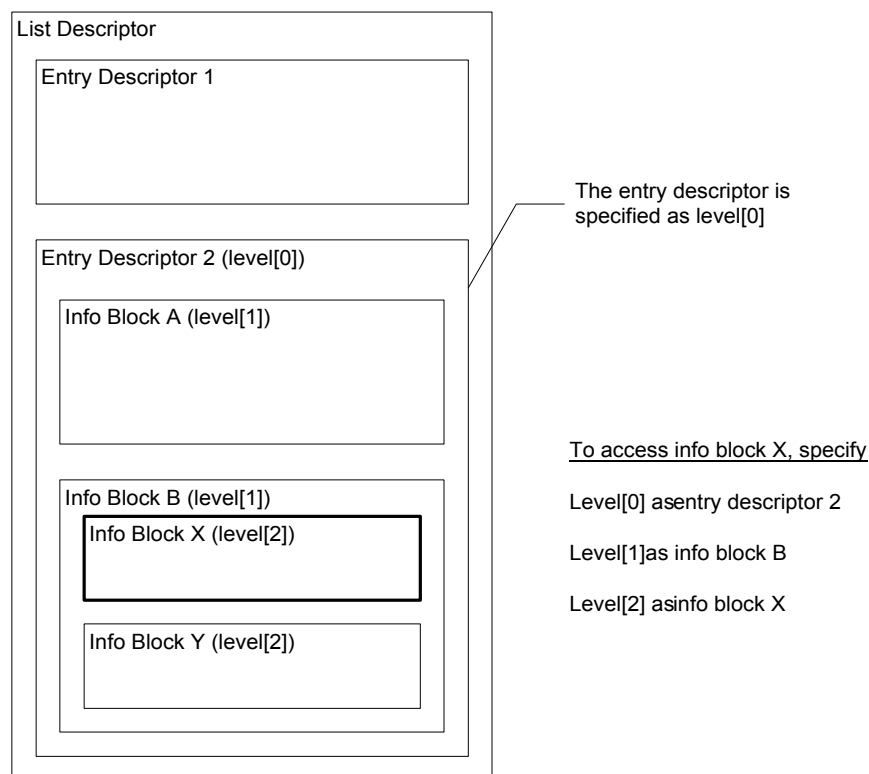 List Descriptor
Entry Descriptor 1
The entry descriptor is
specified as level[0]
Entry Descriptor 2 (level[0])
Info Block A (level[1])
To access info block X, specify
Info Block B (level[1])
Level[0] asentry descriptor 2
Info Block X (level[2])
Level[1]as info block B
Level[2] asinfo block X
Info Block Y (level[2])